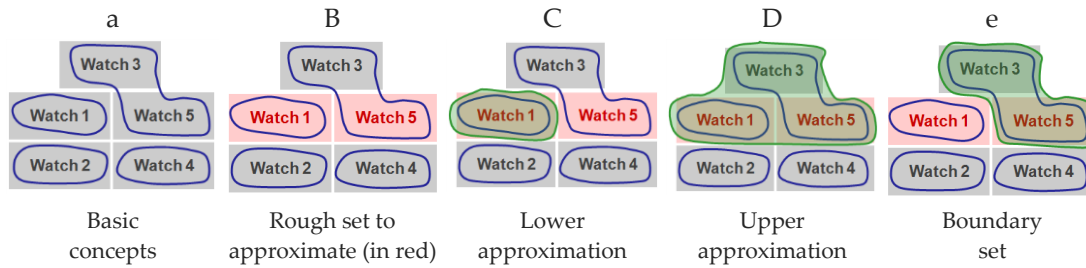 a
B
C
D
e
Watch 3
Watch 1
Watch 5
Watch 2
Watch 4
Watch 3
Watch 1
Watch 5
Watch 2
Watch 4
Watch 3
Watch 1
Watch 5
Watch 2
Watch 4
Watch 3
Watch 1
Watch 5
Watch 2
Watch 4
Watch 3
Watch 1
Watch 5
Watch 2
Watch 4
Basic
concepts
Rough set to
approximate (in red)
Lower
approximation
Upper
approximation
Boundary
set